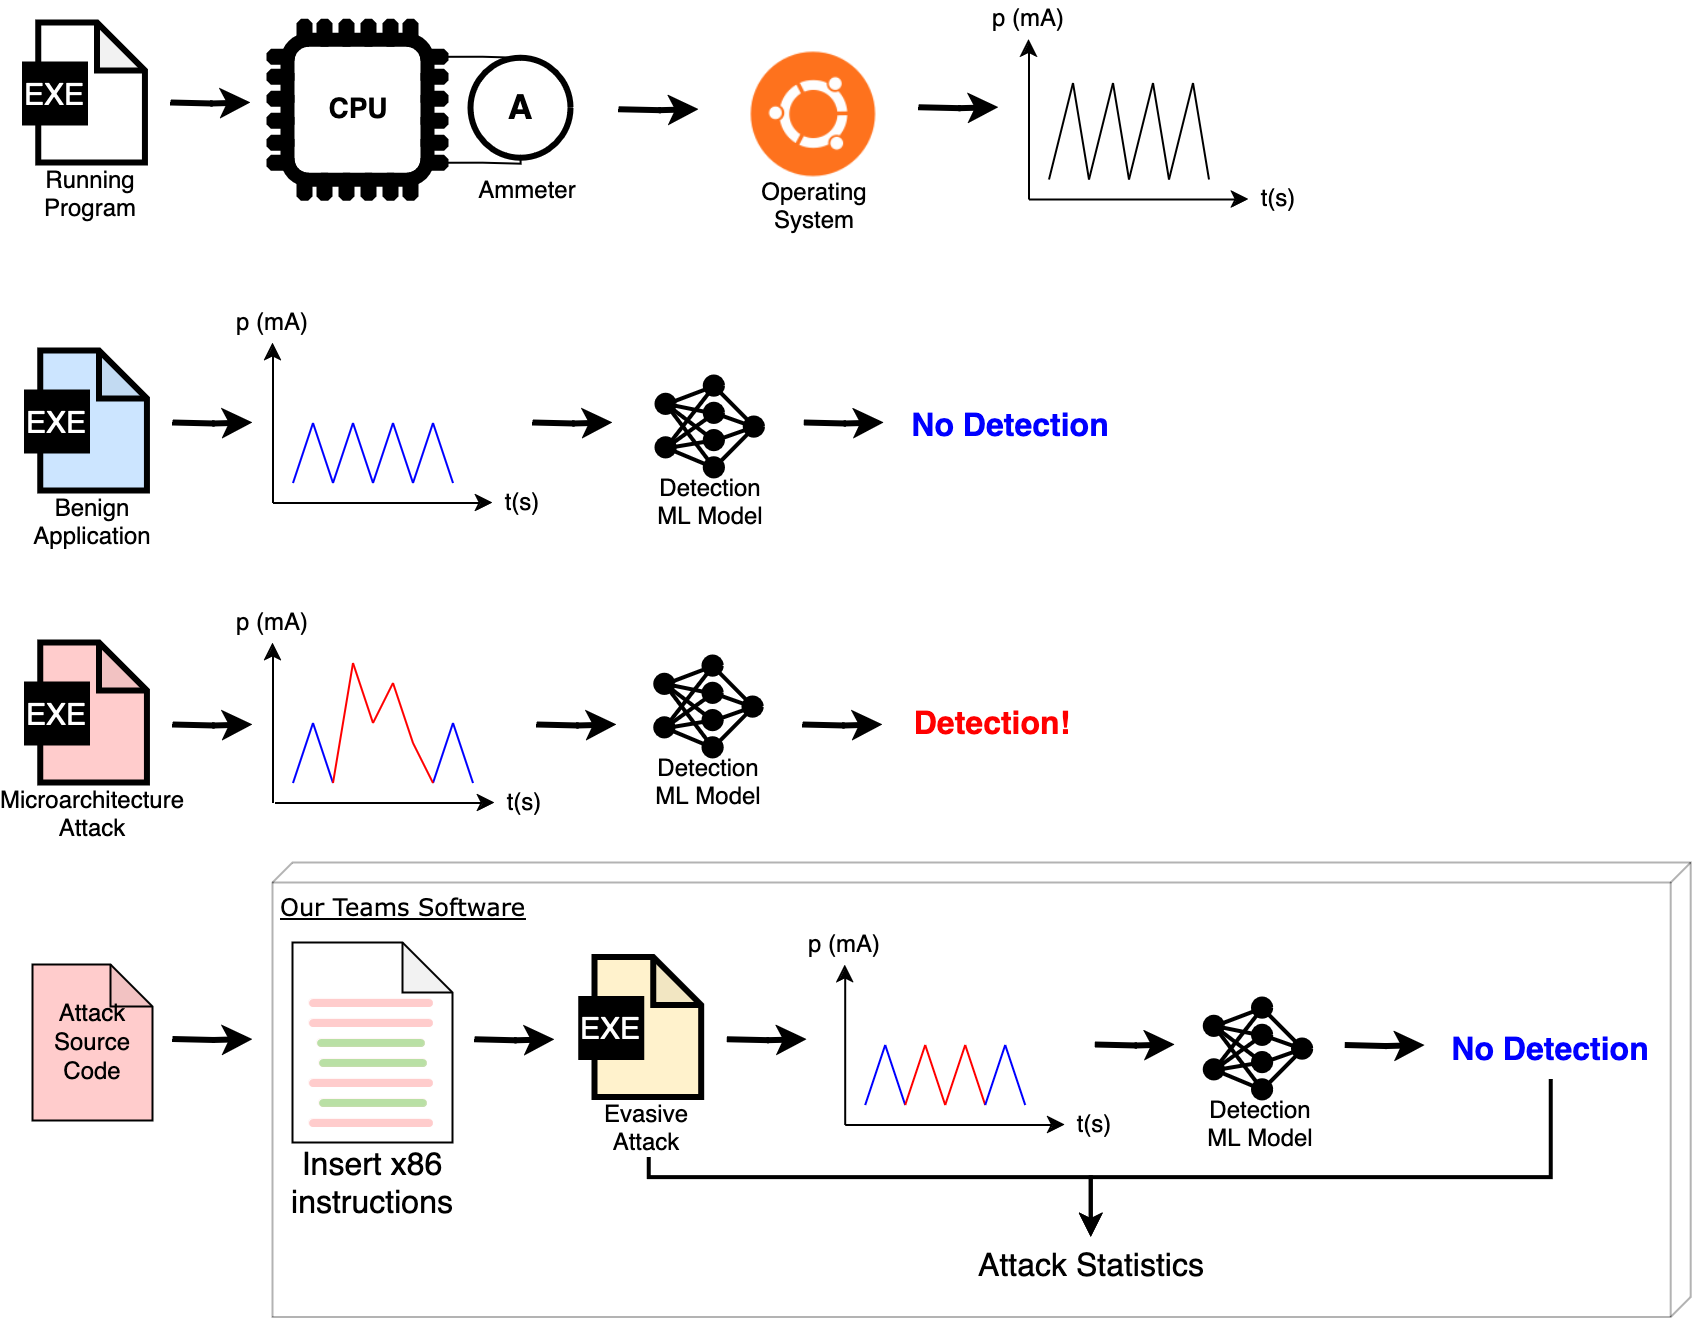 EXE
Running
Program
CPU
A
Ammeter
Operating
System
p (mA)
t(s)
EXE
Benign
Application
p (mA)
t(s)
Detection
ML Model
No Detection
EXE
Microarchitecture
Attack
p (mA)
t(s)
Detection
ML Model
Detection!
Our Teams Software
Attack
Source
Code
Insert x86
instructions
EXE
Evasive
Attack
p (mA)
t(s)
Detection
ML Model
No Detection
Attack Statistics